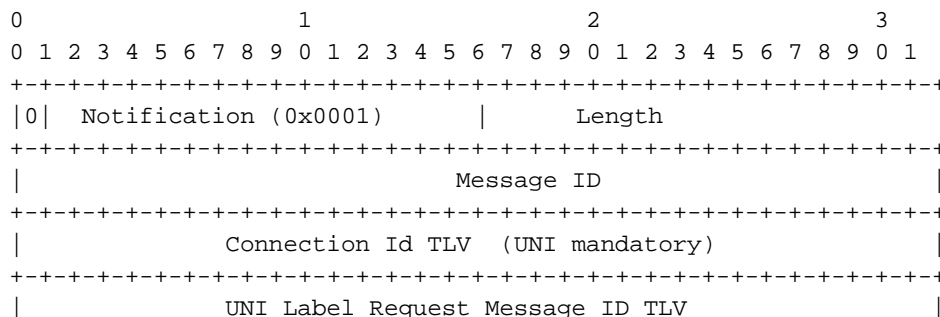 0                   1                   2                   3
0 1 2 3 4 5 6 7 8 9 0 1 2 3 4 5 6 7 8 9 0 1 2 3 4 5 6 7 8 9 0 1
+-+-+-+-+-+-+-+-+-+-+-+-+-+-+-+-+-+-+-+-+-+-+-+-+-+-+-+-+-+-+-+-+
|0|  Notification (0x0001)      |      Length
+-+-+-+-+-+-+-+-+-+-+-+-+-+-+-+-+-+-+-+-+-+-+-+-+-+-+-+-+-+-+-+-+
|                              Message ID                       |
+-+-+-+-+-+-+-+-+-+-+-+-+-+-+-+-+-+-+-+-+-+-+-+-+-+-+-+-+-+-+-+-+
|              Connection Id TLV  (UNI mandatory)               |
+-+-+-+-+-+-+-+-+-+-+-+-+-+-+-+-+-+-+-+-+-+-+-+-+-+-+-+-+-+-+-+-+
|              UNI Label Request Message ID TLV                 |